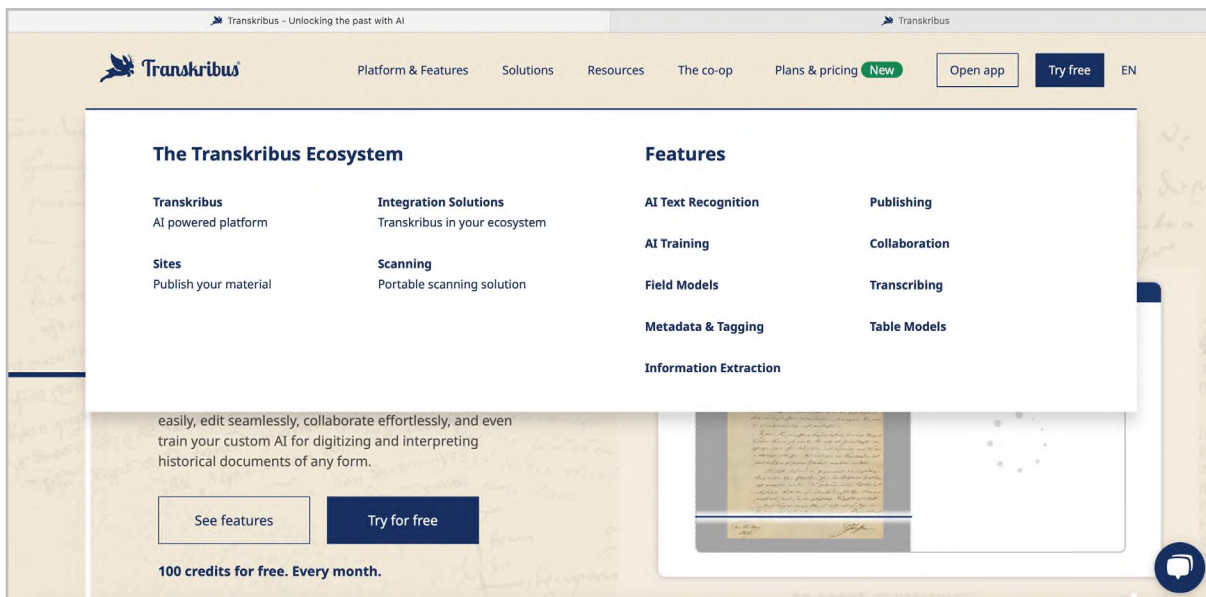 Transkribus - Unlocking the past with AI
Transkribus
Transkribus
Platform & Features
Solutions
Resources
The co-op
Plans & pricing New
Open app
Try free
EN
The Transkribus Ecosystem
Transkribus
AI powered platform
Integration Solutions
Transkribus in your ecosystem
Sites
Publish your material
Scanning
Portable scanning solution
Features
AI Text Recognition
Publishing
AI Training
Collaboration
Field Models
Transcribing
Metadata & Tagging
Table Models
Information Extraction
easily, edit seamlessly, collaborate effortlessly, and even
train your custom AI for digitizing and interpreting
historical documents of any form.
See features
Try for free
100 credits for free. Every month.